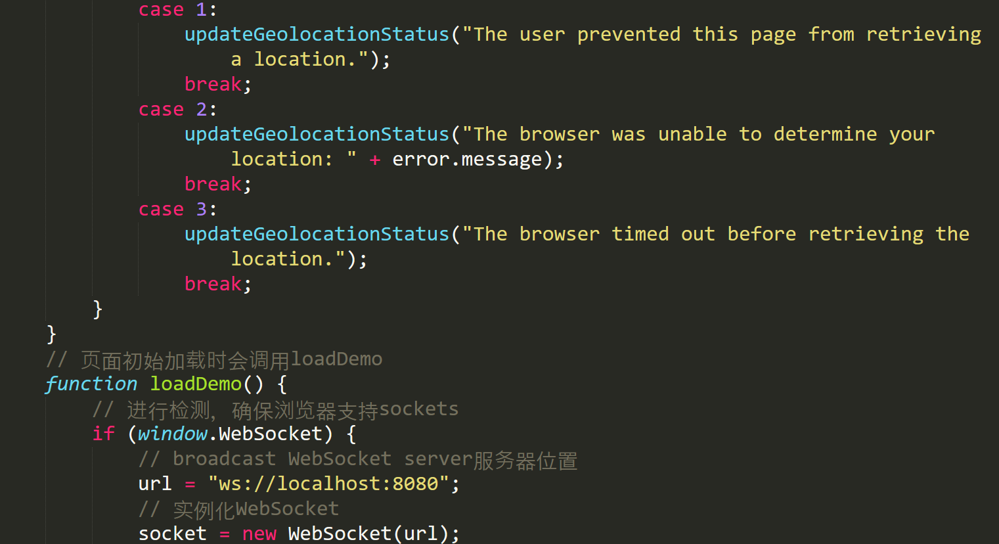 case 1:
updateGeolocationStatus("The user prevented this page from retrieving
a location.");
break;
case 2:
updateGeolocationStatus("The browser was unable to determine your
location: " + error.message);
break;
case 3:
updateGeolocationStatus("The browser timed out before retrieving the
location.");
break;
}
}
// 页面初始加载时会调用loadDemo
function loadDemo() {
// 进行检测，确保浏览器支持sockets
if (window.WebSocket) {
// broadcast WebSocket server服务器位置
url = "ws://localhost:8080";
// 实例化WebSocket
socket = new WebSocket(url);